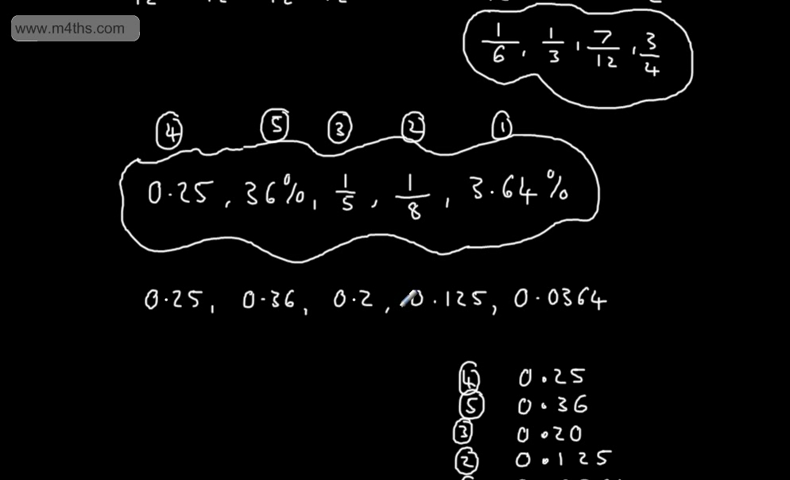 www.m4ths.com
1/6, 1/3, 7/12, 3/4
4 5 3 2 1
0.25, 36%, 1/5, 1/8, 3.64%
0.25, 0.36, 0.2, 0.125, 0.0364
4 0.25
5 0.36
3 0.20
2 0.125